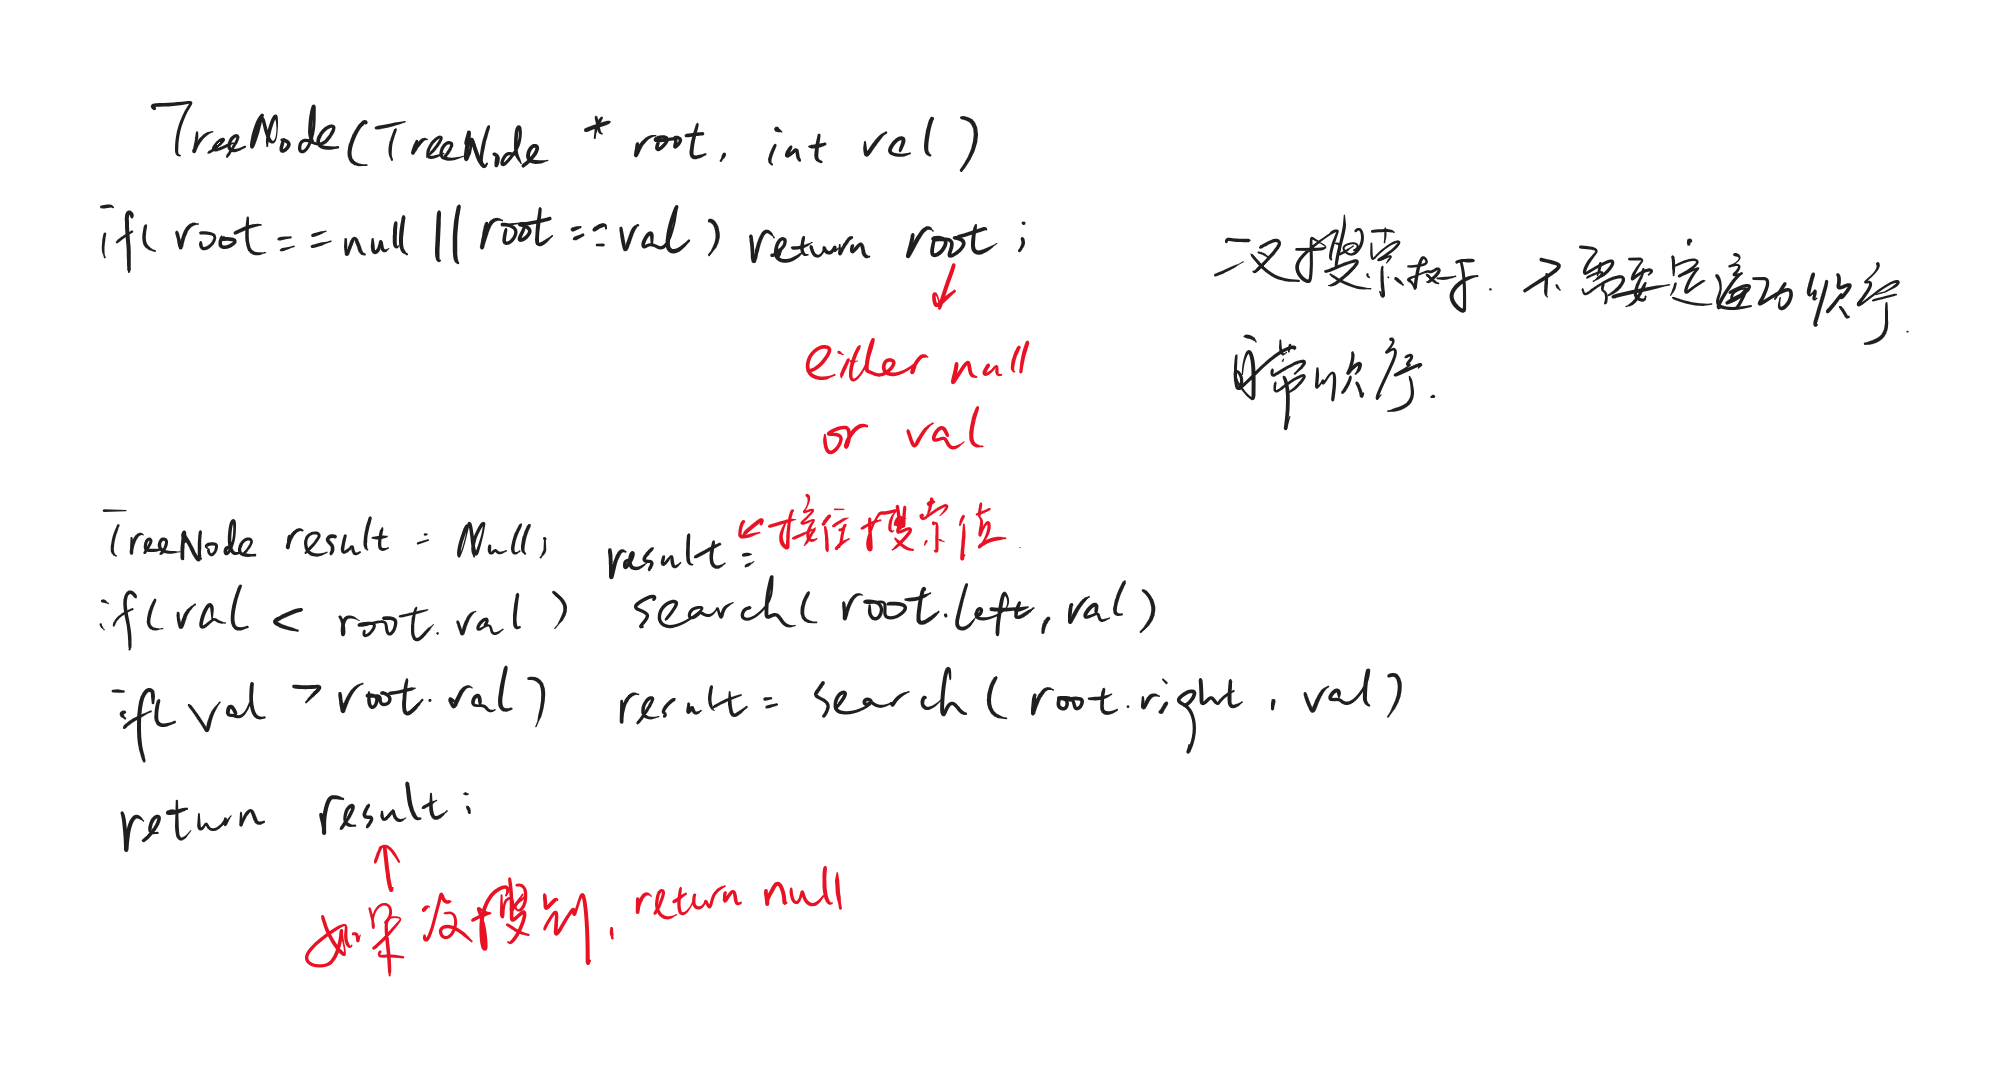 TreeNode(TreeNode * root, int val)
if( root == null || root == val) return root;
either null
or val
二叉搜索树. 不需要定遍历顺序.
自带顺序.
TreeNode result = Null;
result = 接住搜索值
if(val < root.val) search(root.left, val)
if(val > root.val) result = search(root.right, val)
return result;
如果没搜到, return null